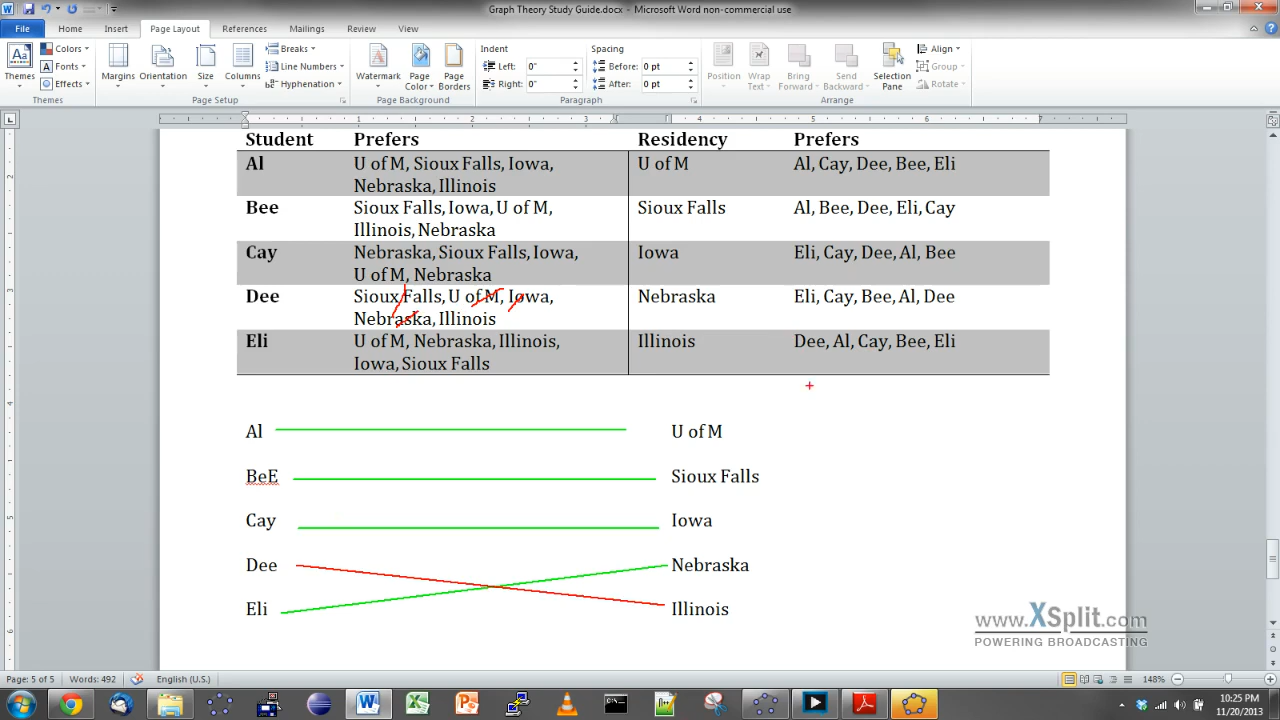 Graph Theory Study Guide.docx - Microsoft Word non-commercial use
File Home Insert Page Layout References Mailings Review View
Themes Colors Fonts Effects
Margins Orientation Size Columns Breaks Line Numbers Hyphenation
Watermark Page Color Page Borders
Indent Spacing
Left: 0" Before: 0 pt
Right: 0" After: 0 pt
Position Wrap Text Bring Forward Send Backward Selection Pane Align Group Rotate
Themes Page Setup Page Background Paragraph Arrange
1 2 3 4 5 6 7
Student Prefers Residency Prefers
Al U of M, Sioux Falls, Iowa, U of M Al, Cay, Dee, Bee, Eli
Nebraska, Illinois
Bee Sioux Falls, Iowa, U of M, Sioux Falls Al, Bee, Dee, Eli, Cay
Illinois, Nebraska
Cay Nebraska, Sioux Falls, Iowa, Iowa Eli, Cay, Dee, Al, Bee
U of M, Nebraska
Dee Sioux Falls, U of M, Iowa, Nebraska Eli, Cay, Bee, Al, Dee
Nebraska, Illinois
Eli U of M, Nebraska, Illinois, Illinois Dee, Al, Cay, Bee, Eli
Iowa, Sioux Falls
Al U of M
BeE Sioux Falls
Cay Iowa
Dee Nebraska
Eli Illinois
www.XSplit.com
POWERING BROADCASTING
Page: 5 of 5 Words: 492 English (U.S.) 148%
10:25 PM
11/20/2013